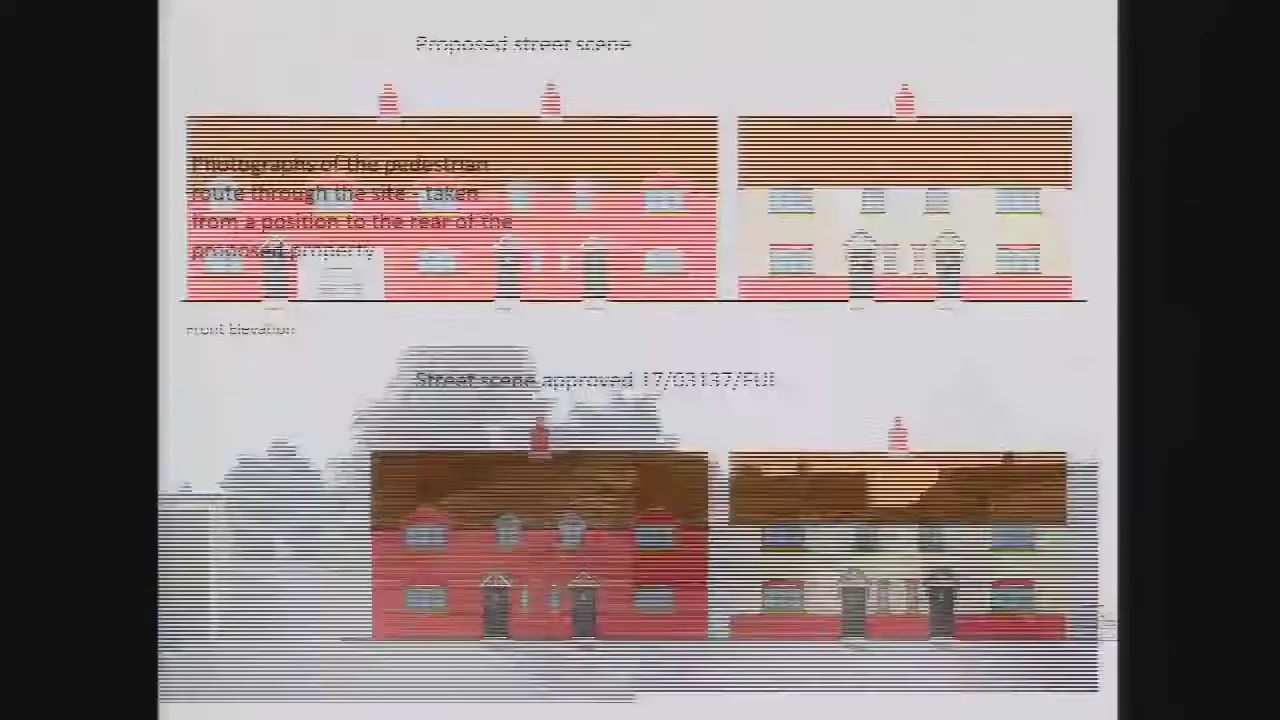 Proposed street scene
Photographs of the pedestrian
route through the site - taken
from a position to the rear of the
proposed property
Front Elevation
Street scene approved 17/03197/FUL